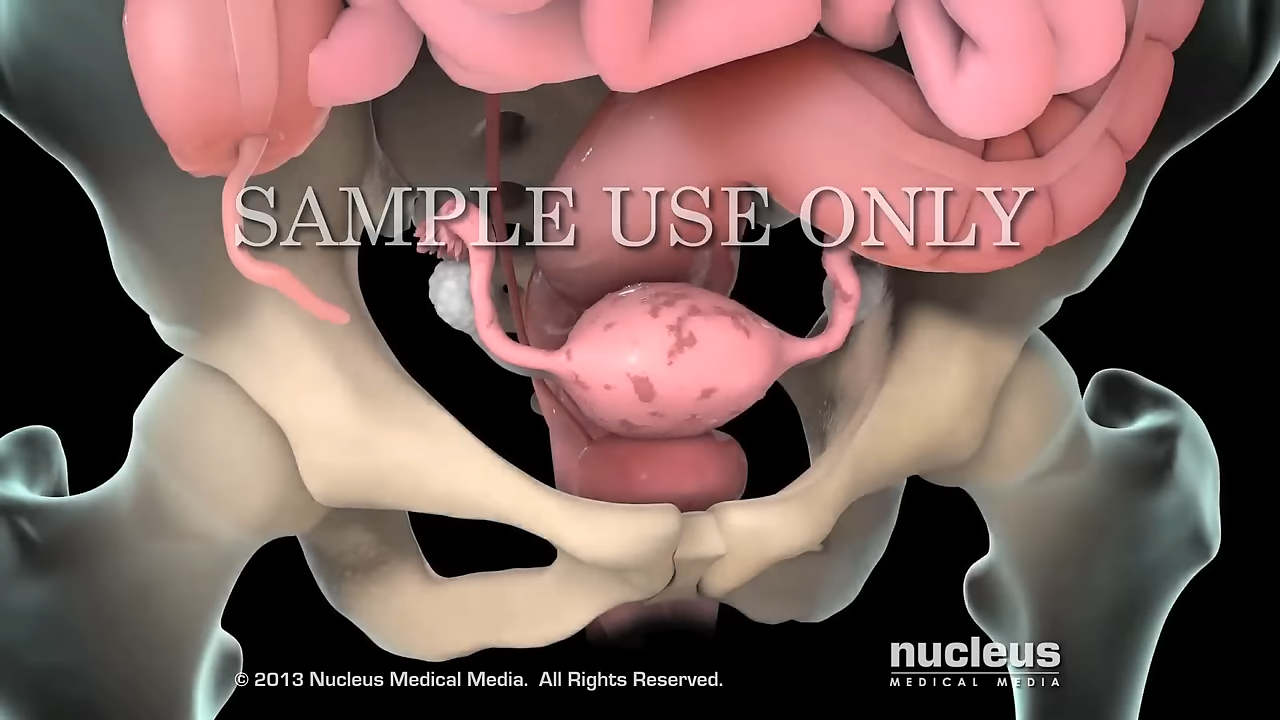 SAMPLE USE ONLY
nucleus
MEDICAL MEDIA
© 2013 Nucleus Medical Media. All Rights Reserved.